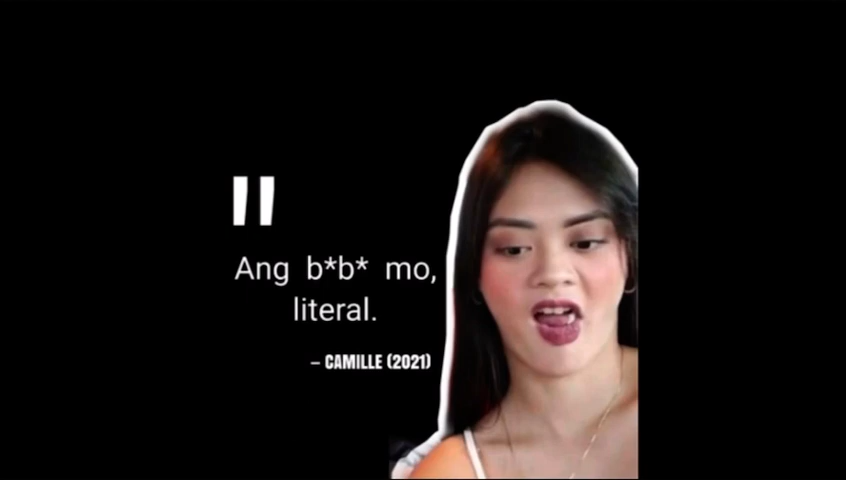 "
Ang b*b* mo,
literal.
– CAMILLE (2021)